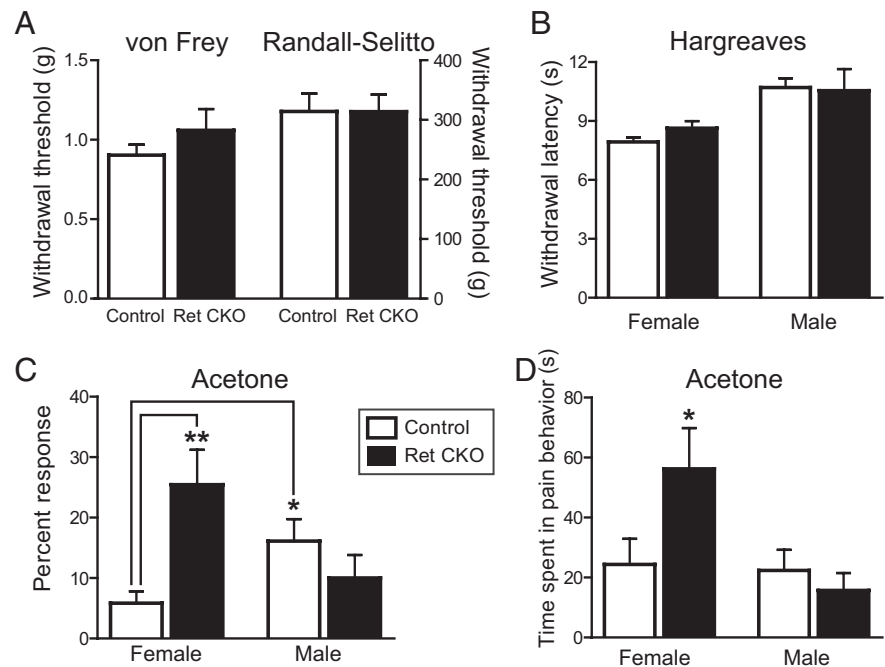 A
von Frey
Randall-Selitto
Withdrawal threshold (g)
1.5
1.0
0.5
0.0
Withdrawal threshold (g)
400
300
200
100
0
Control Ret CKO Control Ret CKO
B
Hargreaves
Withdrawal latency (s)
12
9
6
3
0
Female Male
C
Acetone
Percent response
40
30
20
10
0
**
*
Female Male
Control
Ret CKO
D
Acetone
Time spent in pain behavior (s)
80
60
40
20
0
*
Female Male